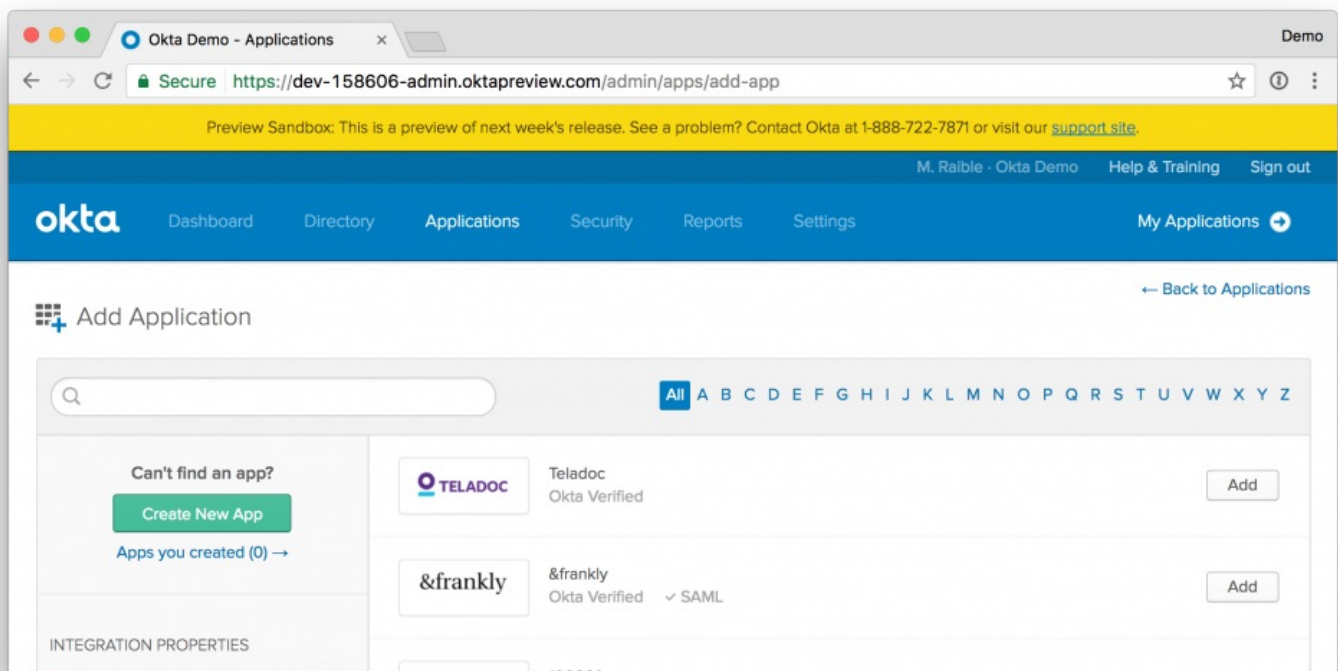 Okta Demo - Applications
Demo
Secure https://dev-158606-admin.oktapreview.com/admin/apps/add-app
Preview Sandbox: This is a preview of next week's release. See a problem? Contact Okta at 1-888-722-7871 or visit our support site.
M. Raible · Okta Demo Help & Training Sign out
okta Dashboard Directory Applications Security Reports Settings My Applications
← Back to Applications
Add Application
All A B C D E F G H I J K L M N O P Q R S T U V W X Y Z
Can't find an app?
Create New App
Apps you created (0) →
INTEGRATION PROPERTIES
TELADOC
Teladoc
Okta Verified
Add
&frankly
&frankly
Okta Verified ✓ SAML
Add